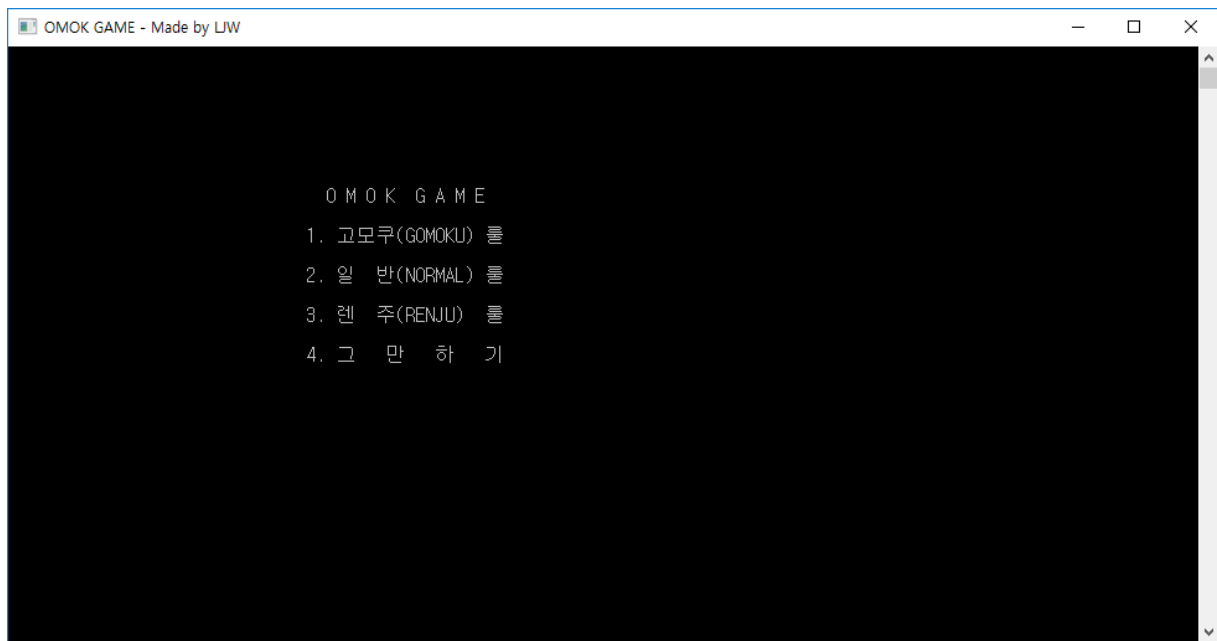 OMOK GAME - Made by LJW
O M O K  G A M E
1. 고모쿠(GOMOKU) 룰
2. 일  반(NORMAL) 룰
3. 렌  주(RENJU)  룰
4. 그  만  하  기